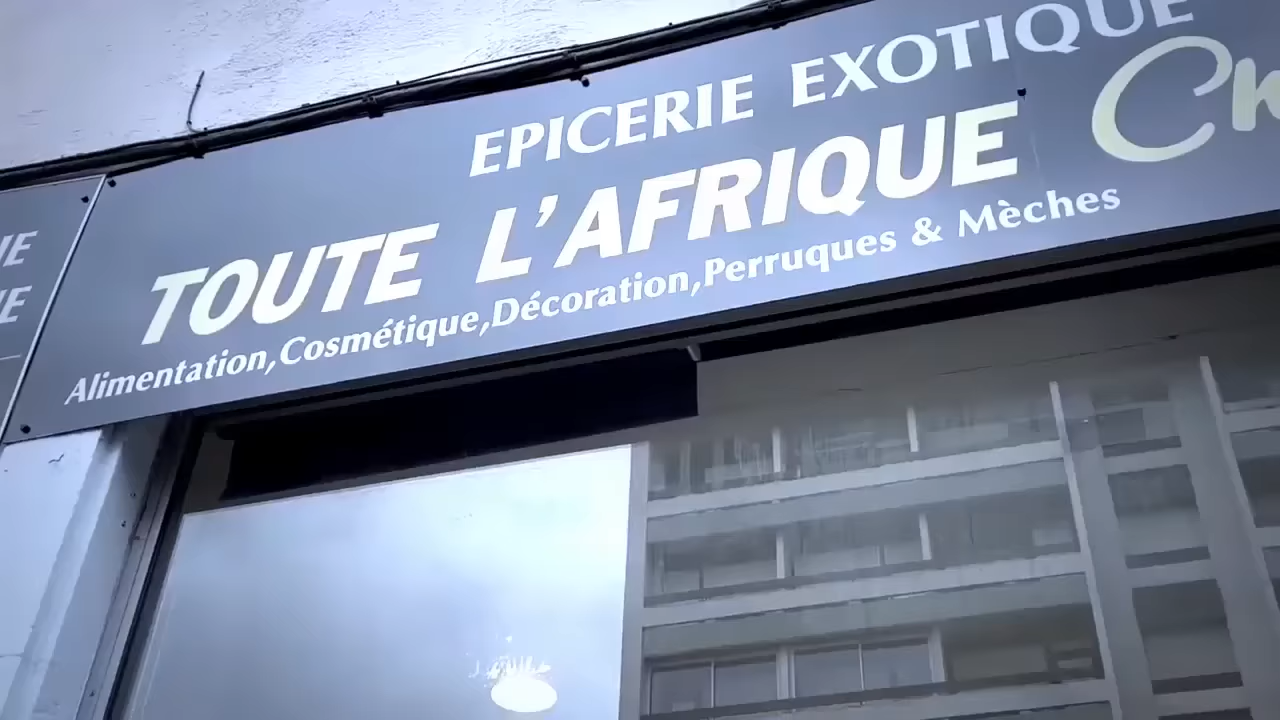 EPICERIE EXOTIQUE
TOUTE L'AFRIQUE
Alimentation,Cosmétique,Décoration,Perruques & Mèches